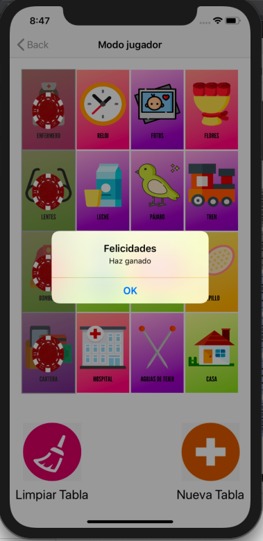 8:47
Back
Modo jugador
ENFERMERO
RELOJ
FOTOS
FLORES
LENTES
LECHE
PAJARO
TREN
Felicidades
Haz ganado
OK
CARTERA
HOSPITAL
AGUJAS DE TEJER
CASA
Limpiar Tabla
Nueva Tabla